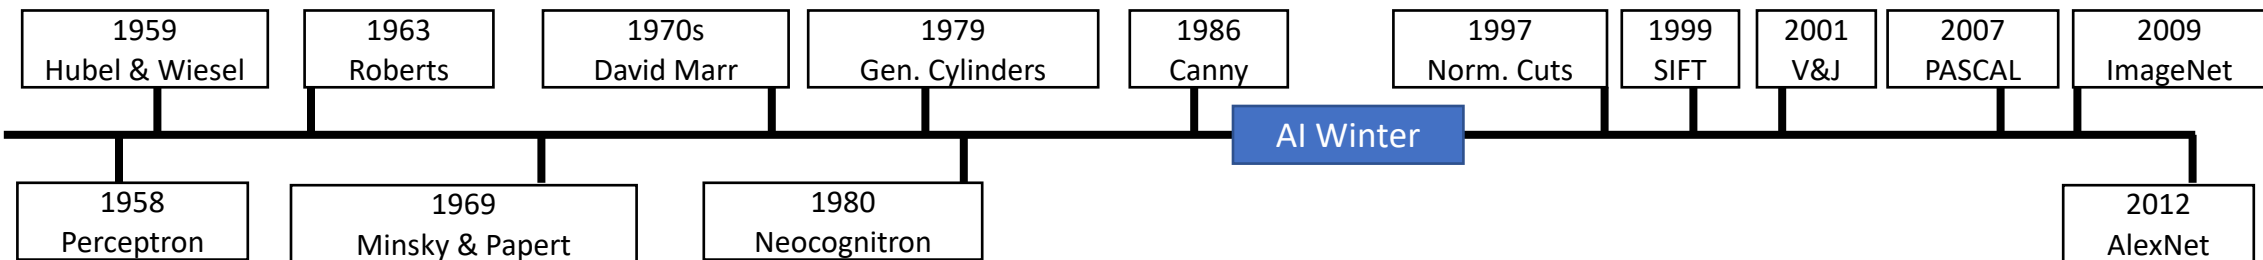 1959
Hubel & Wiesel
1963
Roberts
1970s
David Marr
1979
Gen. Cylinders
1986
Canny
1997
Norm. Cuts
1999
SIFT
2001
V&J
2007
PASCAL
2009
ImageNet
AI Winter
1958
Perceptron
1969
Minsky & Papert
1980
Neocognitron
2012
AlexNet